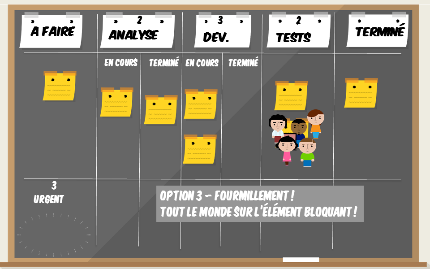 À FAIRE
2
ANALYSE
3
DEV.
2
TESTS
TERMINÉ
EN COURS TERMINÉ EN COURS TERMINÉ
3
URGENT
OPTION 3 – FOURMILLEMENT !
TOUT LE MONDE SUR L'ÉLÉMENT BLOQUANT !